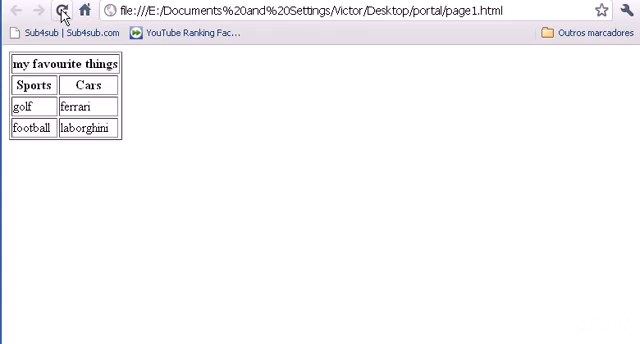 file:///E:/Documents%20and%20Settings/Victor/Desktop/portal/page1.html
Sub4sub | Sub4sub.com YouTube Ranking Fac... Outros marcadores
my favourite things
Sports Cars
golf ferrari
football laborghini